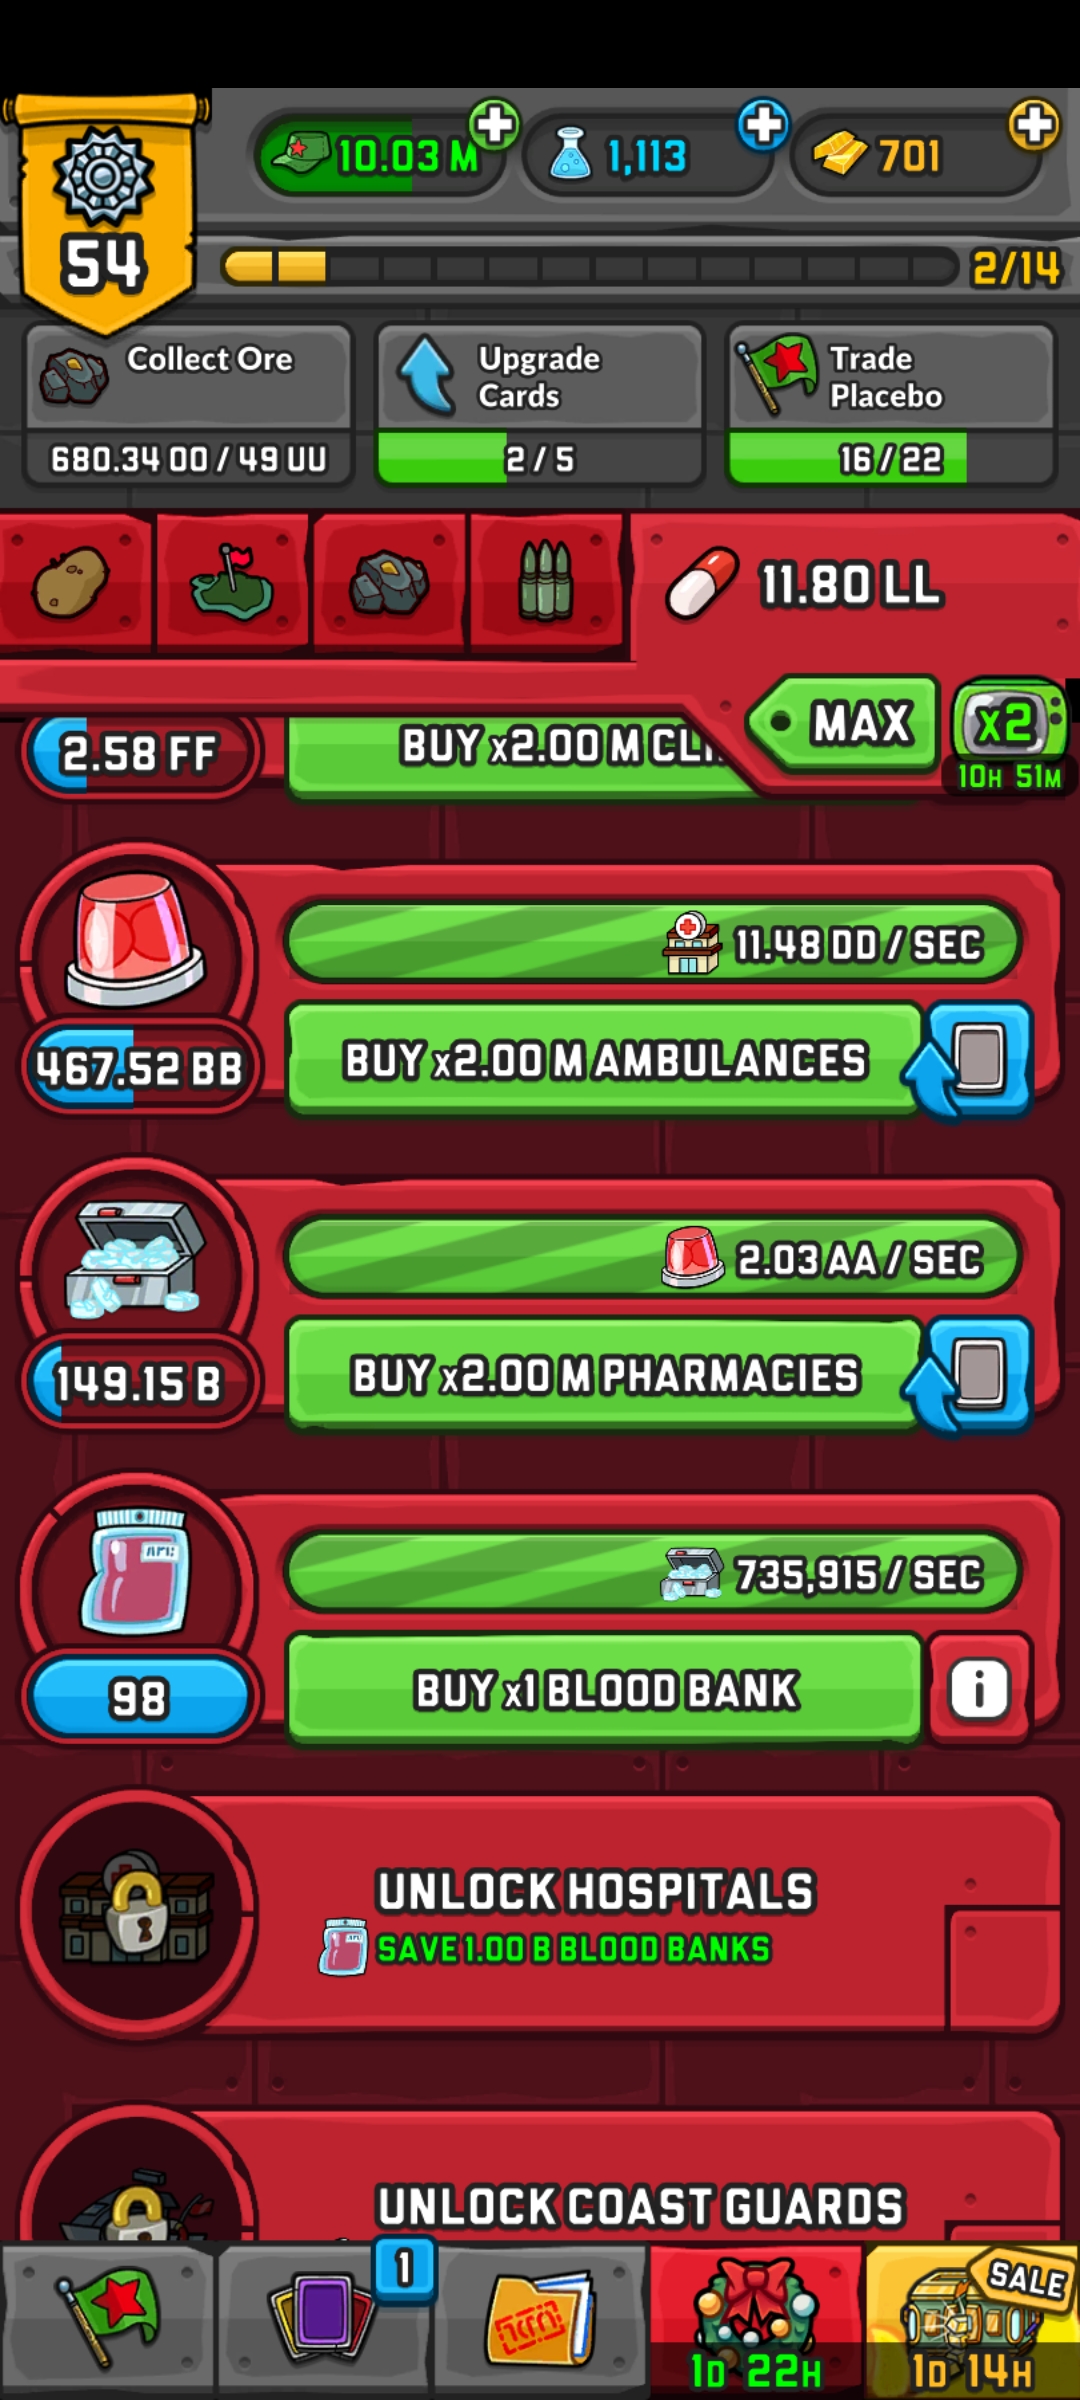 10.03 M
1,113
701
54
2/14
Collect Ore
680.34 OO / 49 UU
Upgrade
Cards
2 / 5
Trade
Placebo
16 / 22
11.80 LL
MAX
x2
10H 51M
2.58 FF
BUY x2.00 M
467.52 BB
11.48 DD / SEC
BUY x2.00 M AMBULANCES
149.15 B
2.03 AA / SEC
BUY x2.00 M PHARMACIES
98
735,915 / SEC
BUY x1 BLOOD BANK
i
UNLOCK HOSPITALS
SAVE 1.00 B BLOOD BANKS
UNLOCK COAST GUARDS
1
SALE
1D 22H
1D 14H